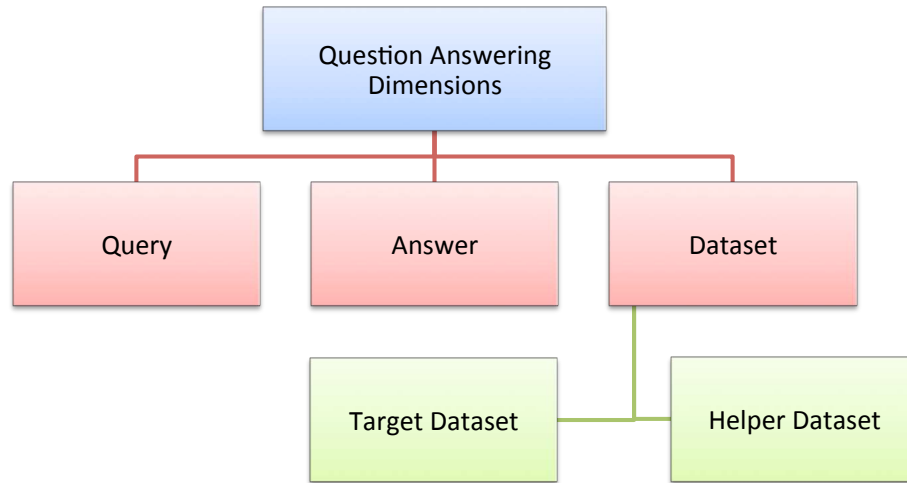 Question Answering
Dimensions
Query
Answer
Dataset
Target Dataset
Helper Dataset